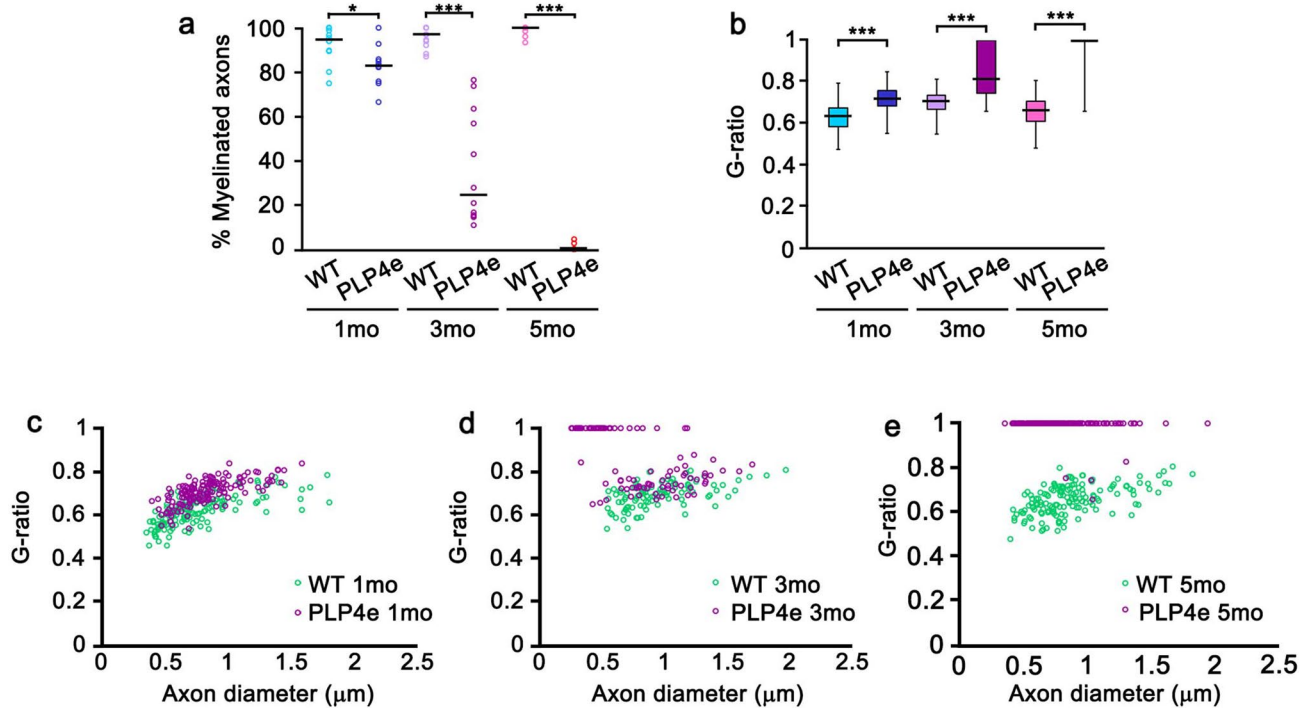 a
% Myelinated axons
100
80
60
40
20
0
*
***
***
WT PLP4e WT PLP4e WT PLP4e
1mo 3mo 5mo
b
G-ratio
1
0.8
0.6
0.4
0.2
0
***
***
***
WT PLP4e WT PLP4e WT PLP4e
1mo 3mo 5mo
c
G-ratio
1
0.8
0.6
0.4
0.2
0
WT 1mo
PLP4e 1mo
0 0.5 1 1.5 2 2.5
Axon diameter (μm)
d
G-ratio
1
0.8
0.6
0.4
0.2
0
WT 3mo
PLP4e 3mo
0 0.5 1 1.5 2 2.5
Axon diameter (μm)
e
G-ratio
1
0.8
0.6
0.4
0.2
0
WT 5mo
PLP4e 5mo
0 0.5 1 1.5 2 2.5
Axon diameter (μm)